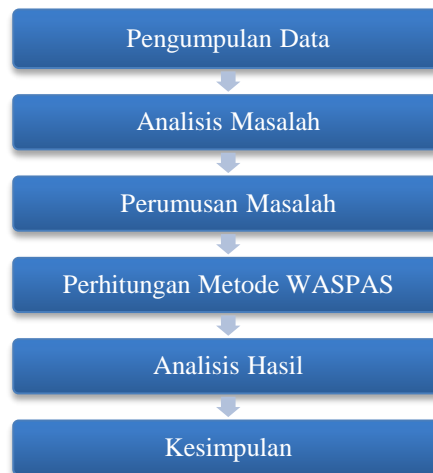 Pengumpulan Data
Analisis Masalah
Perumusan Masalah
Perhitungan Metode WASPAS
Analisis Hasil
Kesimpulan